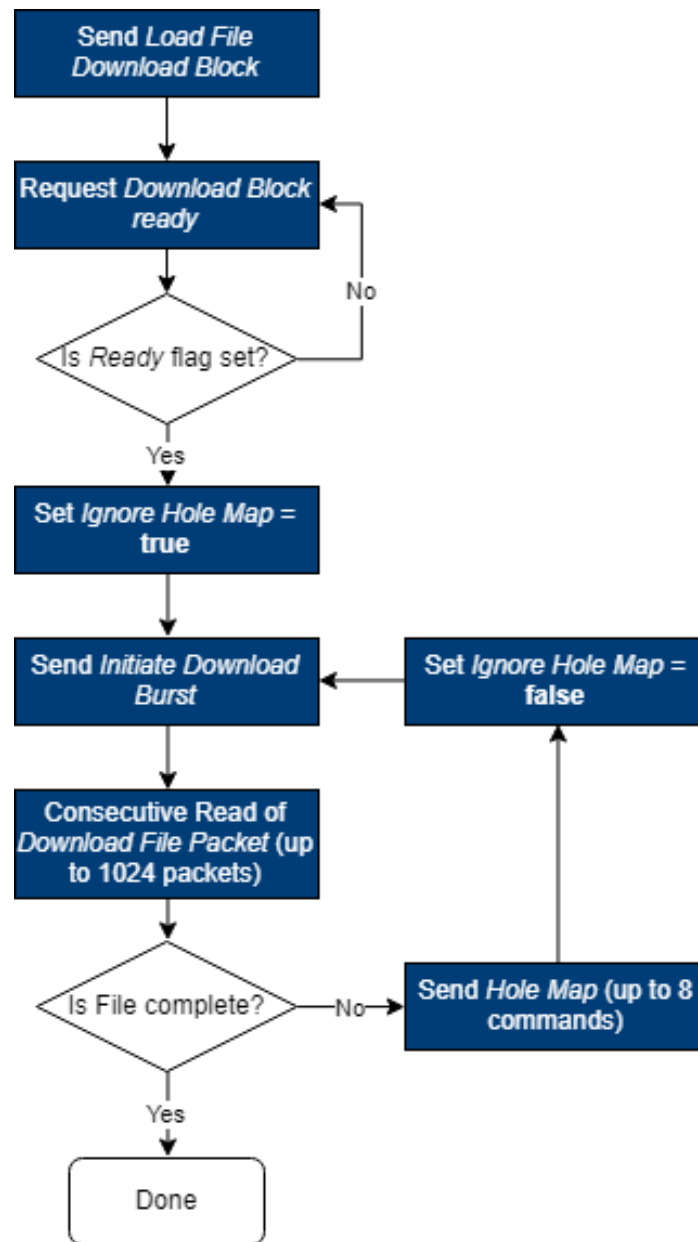 Send Load File
Download Block
Request Download Block
ready
No
Is Ready flag set?
Yes
Set Ignore Hole Map =
true
Send Initiate Download
Burst
Set Ignore Hole Map =
false
Consecutive Read of
Download File Packet (up
to 1024 packets)
Is File complete?
No
Send Hole Map (up to 8
commands)
Yes
Done